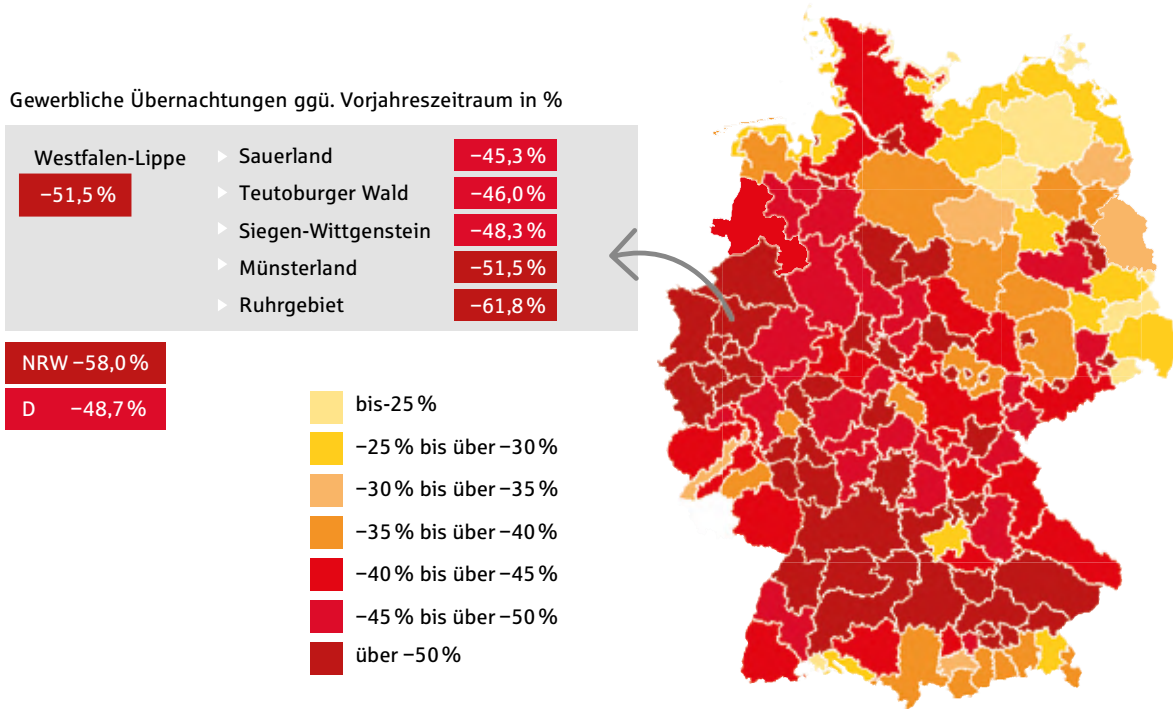 Gewerbliche Übernachtungen ggü. Vorjahreszeitraum in %
Westfalen-Lippe
−51,5 %
Sauerland −45,3 %
Teutoburger Wald −46,0 %
Siegen-Wittgenstein −48,3 %
Münsterland −51,5 %
Ruhrgebiet −61,8 %
NRW −58,0 %
D −48,7 %
bis-25 %
−25 % bis über −30 %
−30 % bis über −35 %
−35 % bis über −40 %
−40 % bis über −45 %
−45 % bis über −50 %
über −50 %